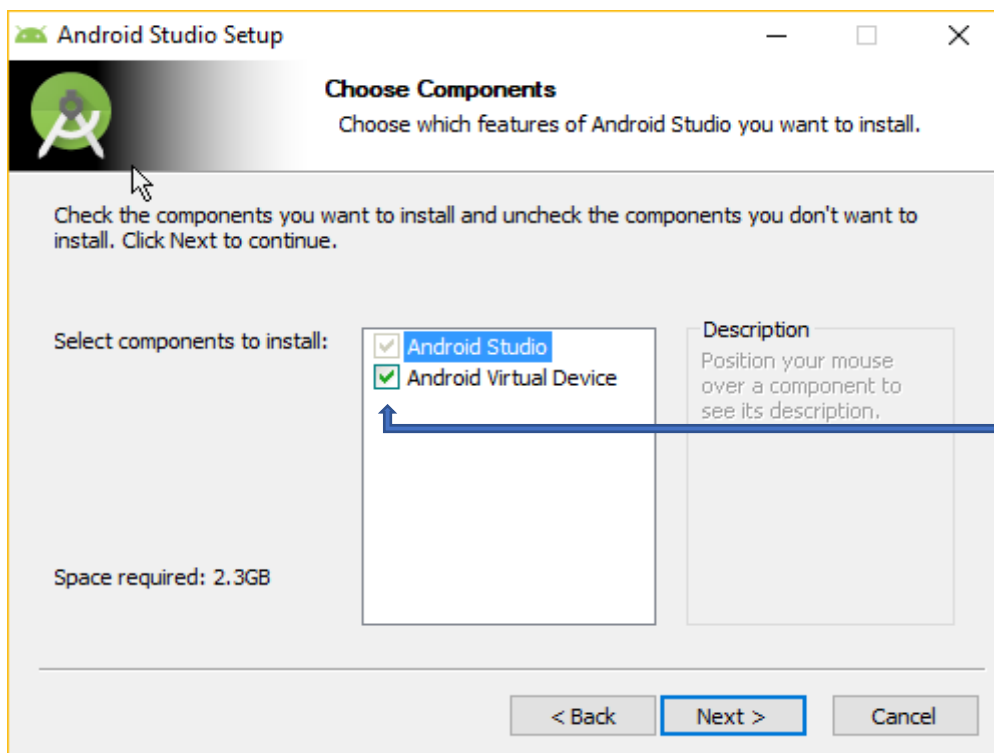 Android Studio Setup
Choose Components
Choose which features of Android Studio you want to install.
Check the components you want to install and uncheck the components you don't want to
install. Click Next to continue.
Select components to install:
Android Studio
Android Virtual Device
Description
Position your mouse
over a component to
see its description.
Space required: 2.3GB
< Back
Next >
Cancel